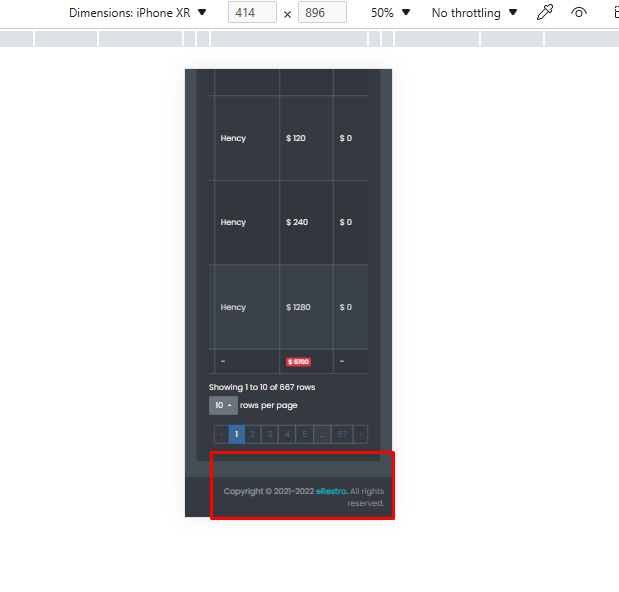 Dimensions: iPhone XR 414 × 896 50% No throttling
Hency $ 120 $ 0
Hency $ 240 $ 0
Hency $ 1280 $ 0
- $ 6700 -
Showing 1 to 10 of 667 rows
10 rows per page
‹ 1 2 3 4 5 ... 67 ›
Copyright © 2021-2022 eRestro. All rights
reserved.